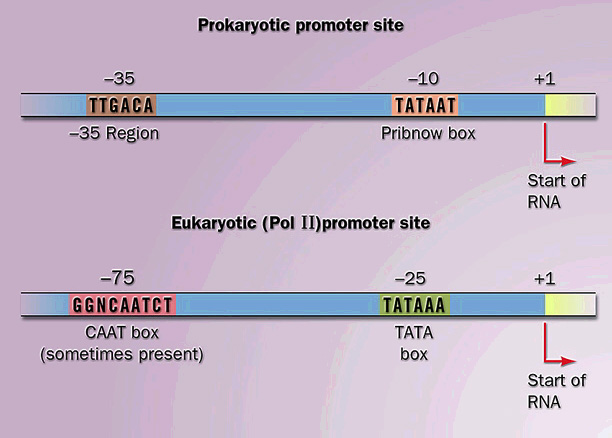 Prokaryotic promoter site
–35 –10 +1
TTGACA TATAAT
–35 Region Pribnow box
Start of
RNA
Eukaryotic (Pol II)promoter site
–75 –25 +1
GGNCAATCT TATAAA
CAAT box TATA
(sometimes present) box
Start of
RNA